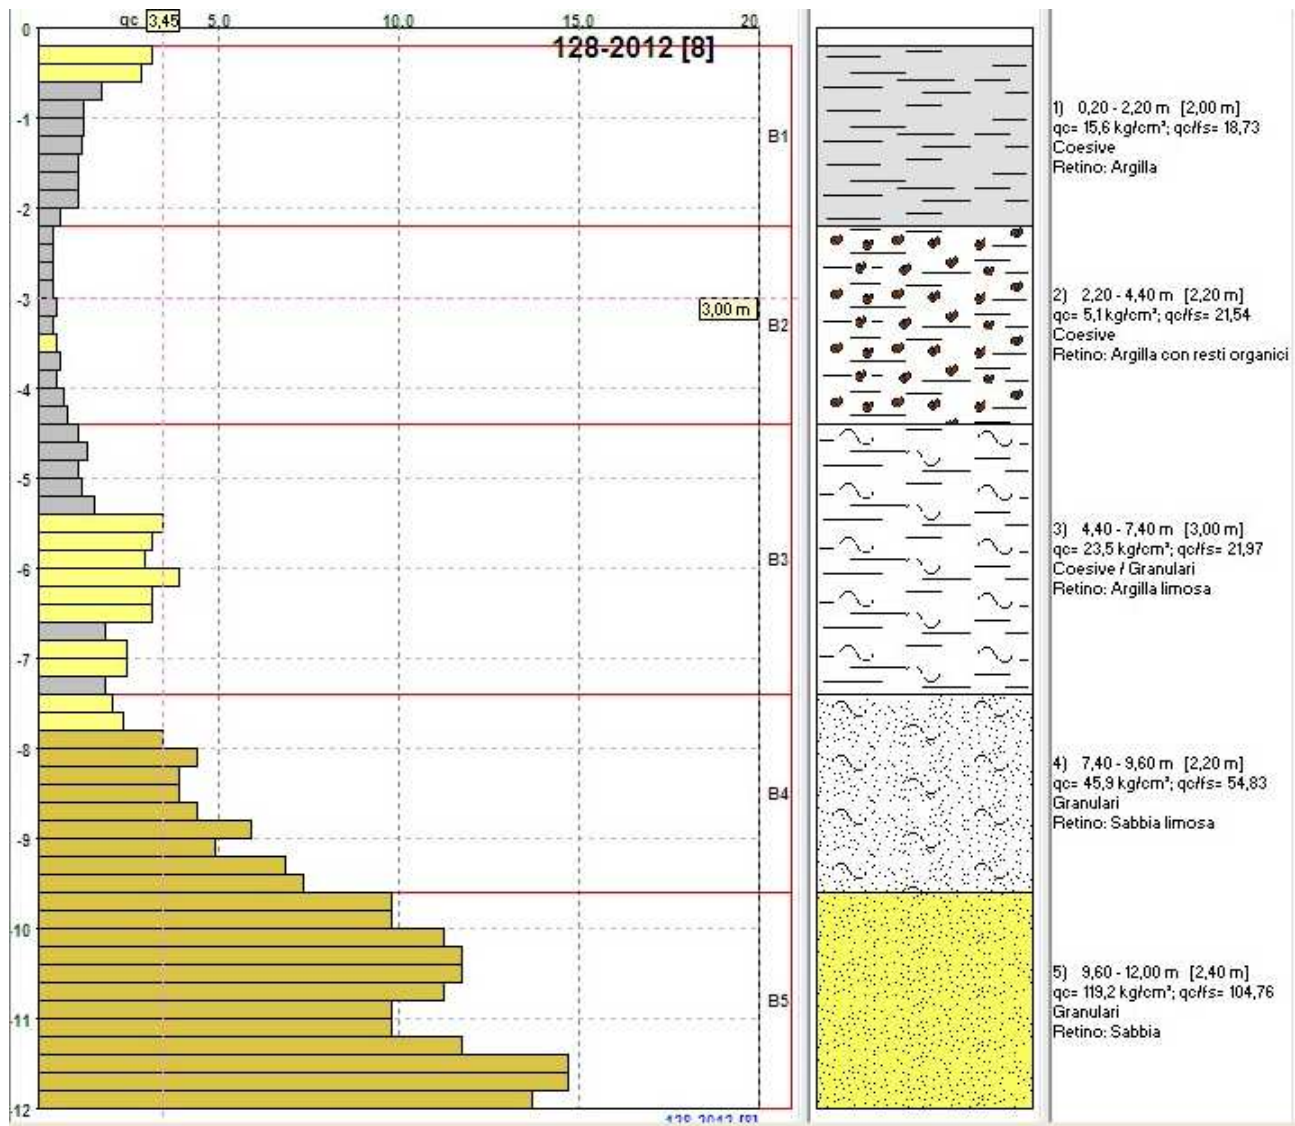 qc 3,45 5.0 10.0 15.0 20
128-2012 [8]
0
-1
-2
-3
-4
-5
-6
-7
-8
-9
-10
-11
-12
3,00 m
B1
B2
B3
B4
B5
1) 0,20 - 2,20 m [2,00 m]
qc= 15,6 kg/cm²; qc/fs= 18,73
Coesive
Retino: Argilla
2) 2,20 - 4,40 m [2,20 m]
qc= 5,1 kg/cm²; qc/fs= 21,54
Coesive
Retino: Argilla con resti organici
3) 4,40 - 7,40 m [3,00 m]
qc= 23,5 kg/cm²; qc/fs= 21,97
Coesive / Granulari
Retino: Argilla limosa
4) 7,40 - 9,60 m [2,20 m]
qc= 45,9 kg/cm²; qc/fs= 54,83
Granulari
Retino: Sabbia limosa
5) 9,60 - 12,00 m [2,40 m]
qc= 119,2 kg/cm²; qc/fs= 104,76
Granulari
Retino: Sabbia
128-2012 [8]